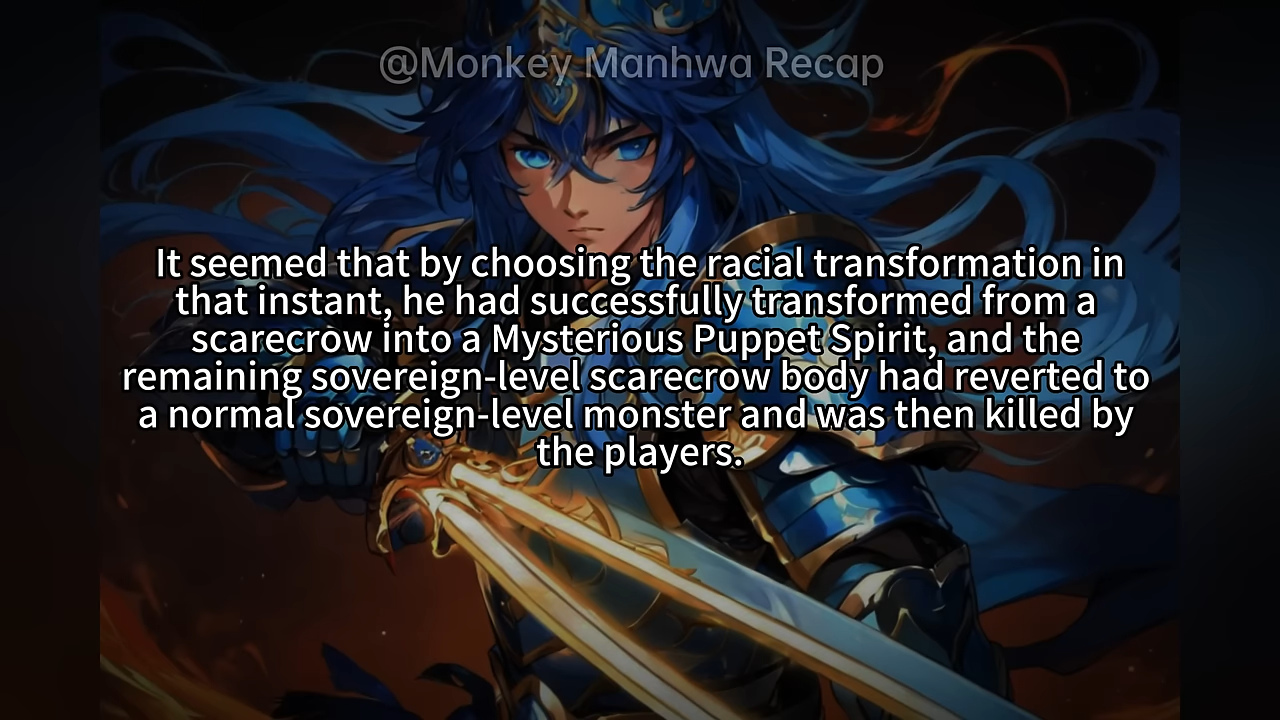 @Monkey Manhwa Recap
It seemed that by choosing the racial transformation in
that instant, he had successfully transformed from a
scarecrow into a Mysterious Puppet Spirit, and the
remaining sovereign-level scarecrow body had reverted to
a normal sovereign-level monster and was then killed by
the players.